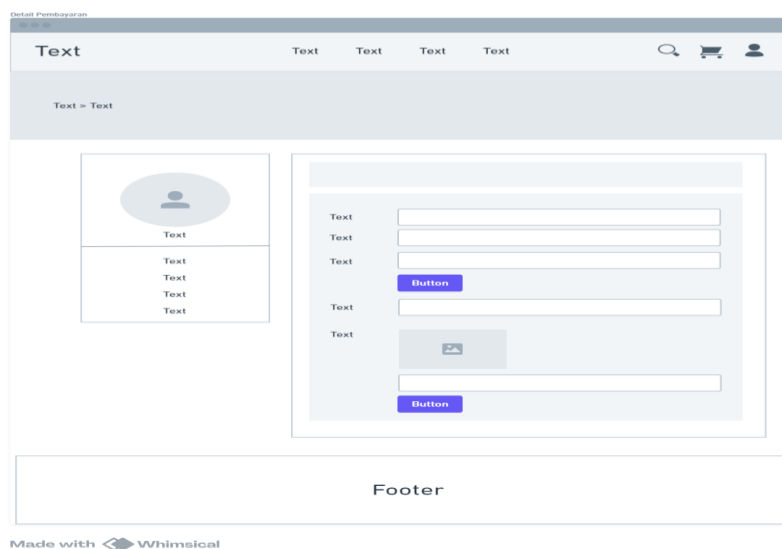 Detail Pembayaran
Text Text Text Text Text
Text > Text
Text
Text
Text
Text
Text
Text
Text
Text
Button
Text
Text
Button
Footer
Made with Whimsical